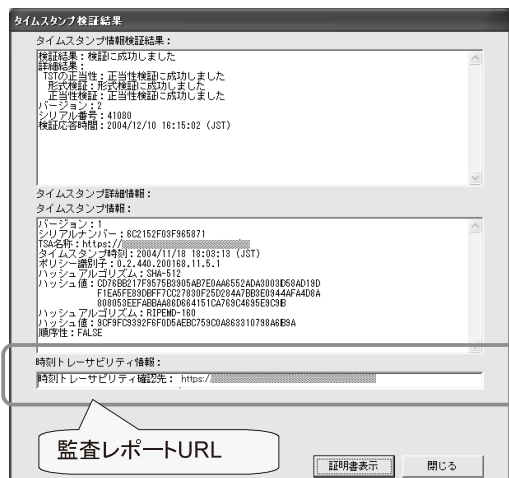 タイムスタンプ検証結果
タイムスタンプ情報検証結果：
検証結果：検証に成功しました
詳細結果：
TSTの正当性：正当性検証に成功しました
形式検証：形式検証に成功しました
正当性検証：正当性検証に成功しました
バージョン：2
シリアル番号：41080
検証応答時間：2004/12/10 16:15:02 (JST)
タイムスタンプ詳細情報：
タイムスタンプ情報：
バージョン：1
シリアルナンバー：6C2152F03F965871
TSA名称：https://
タイムスタンプ時刻：2004/11/18 18:03:13 (JST)
ポリシー識別子：0.2.440.200168.11.5.1
ハッシュアルゴリズム：SHA-512
ハッシュ値：CD76BB217F9575B3905AB7E0AA6552ADA3003D58AD19D
F1EA5FE89DBFF7CC27830F25D284A7BB3E0944AFA4D8A
808053EEFABBAA86D664151CA769C4695E9C9B
ハッシュアルゴリズム：RIPEMD-160
ハッシュ値：9CF9FC9392F6F0D5AEBC759C0A863310798A6B9A
順序性：FALSE
時刻トレーサビリティ情報：
時刻トレーサビリティ確認先： https:/
監査レポートURL
証明書表示
閉じる